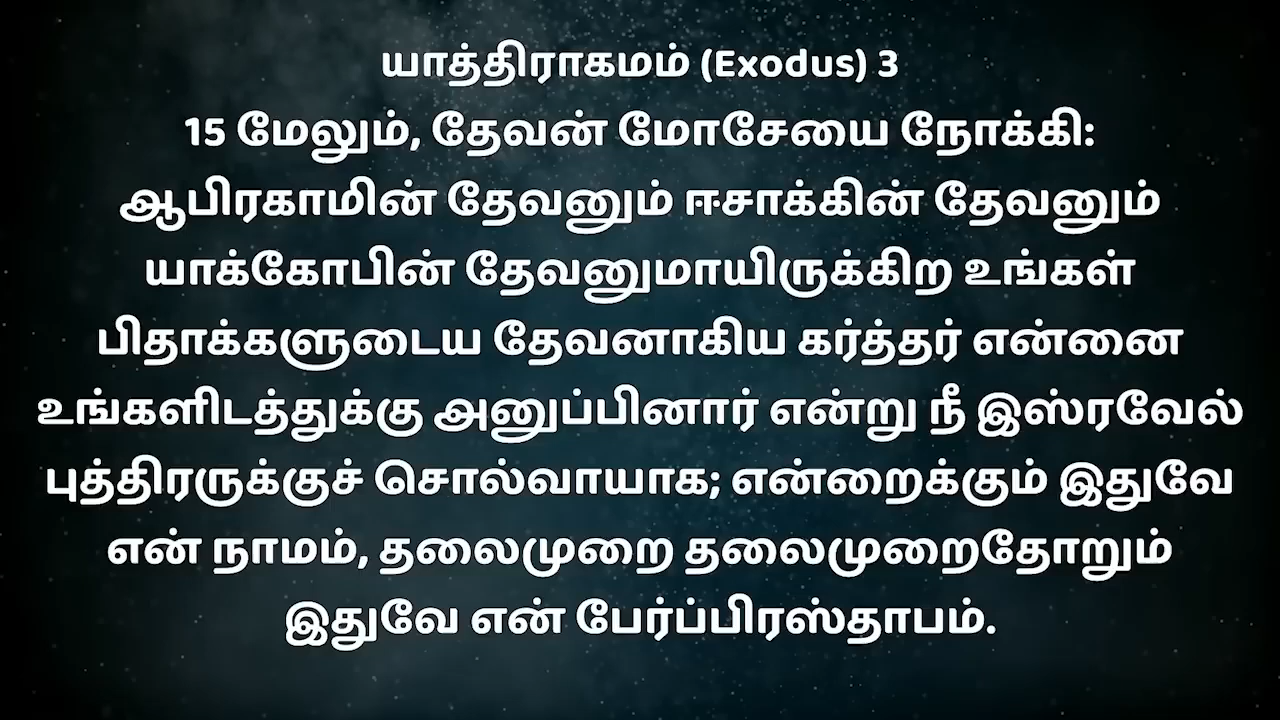 யாத்திராகமம் (Exodus) 3
15 மேலும், தேவன் மோசேயை நோக்கி:
ஆபிரகாமின் தேவனும் ஈசாக்கின் தேவனும்
யாக்கோபின் தேவனுமாயிருக்கிற உங்கள்
பிதாக்களுடைய தேவனாகிய கர்த்தர் என்னை
உங்களிடத்துக்கு அனுப்பினார் என்று நீ இஸ்ரவேல்
புத்திரருக்குச் சொல்வாயாக; என்றைக்கும் இதுவே
என் நாமம், தலைமுறை தலைமுறைதோறும்
இதுவே என் பேர்ப்பிரஸ்தாபம்.